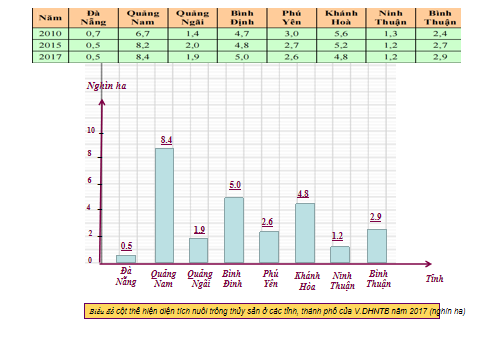 Năm Đà Nẵng Quảng Nam Quảng Ngãi Bình Định Phú Yên Khánh Hoà Ninh Thuận Bình Thuận
2010 0,7 6,7 1,4 4,7 3,0 5,6 1,3 2,4
2015 0,5 8,2 2,0 4,8 2,7 5,2 1,2 2,7
2017 0,5 8,4 1,9 5,0 2,6 4,8 1,2 2,9
Nghìn ha
10
8
6
4
2
0
0.5 8.4 1.9 5.0 2.6 4.8 1.2 2.9
Đà Nẵng Quảng Nam Quảng Ngãi Bình Định Phú Yên Khánh Hòa Ninh Thuận Bình Thuận Tỉnh
Biểu đồ cột thể hiện diện tích nuôi trồng thủy sản ở các tỉnh, thành phố của V.DHNTB năm 2017 (nghìn ha)